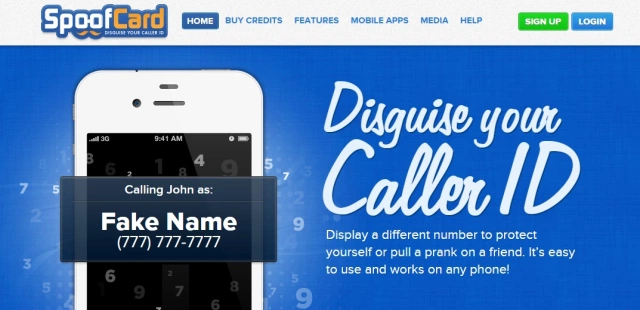 SpoofCard
DISGUISE YOUR CALLER ID
HOME BUY CREDITS FEATURES MOBILE APPS MEDIA HELP SIGN UP LOGIN
3G 9:41 AM
Calling John as:
Fake Name
(777) 777-7777
Disguise your
Caller ID
Display a different number to protect
yourself or pull a prank on a friend. It's easy
to use and works on any phone!